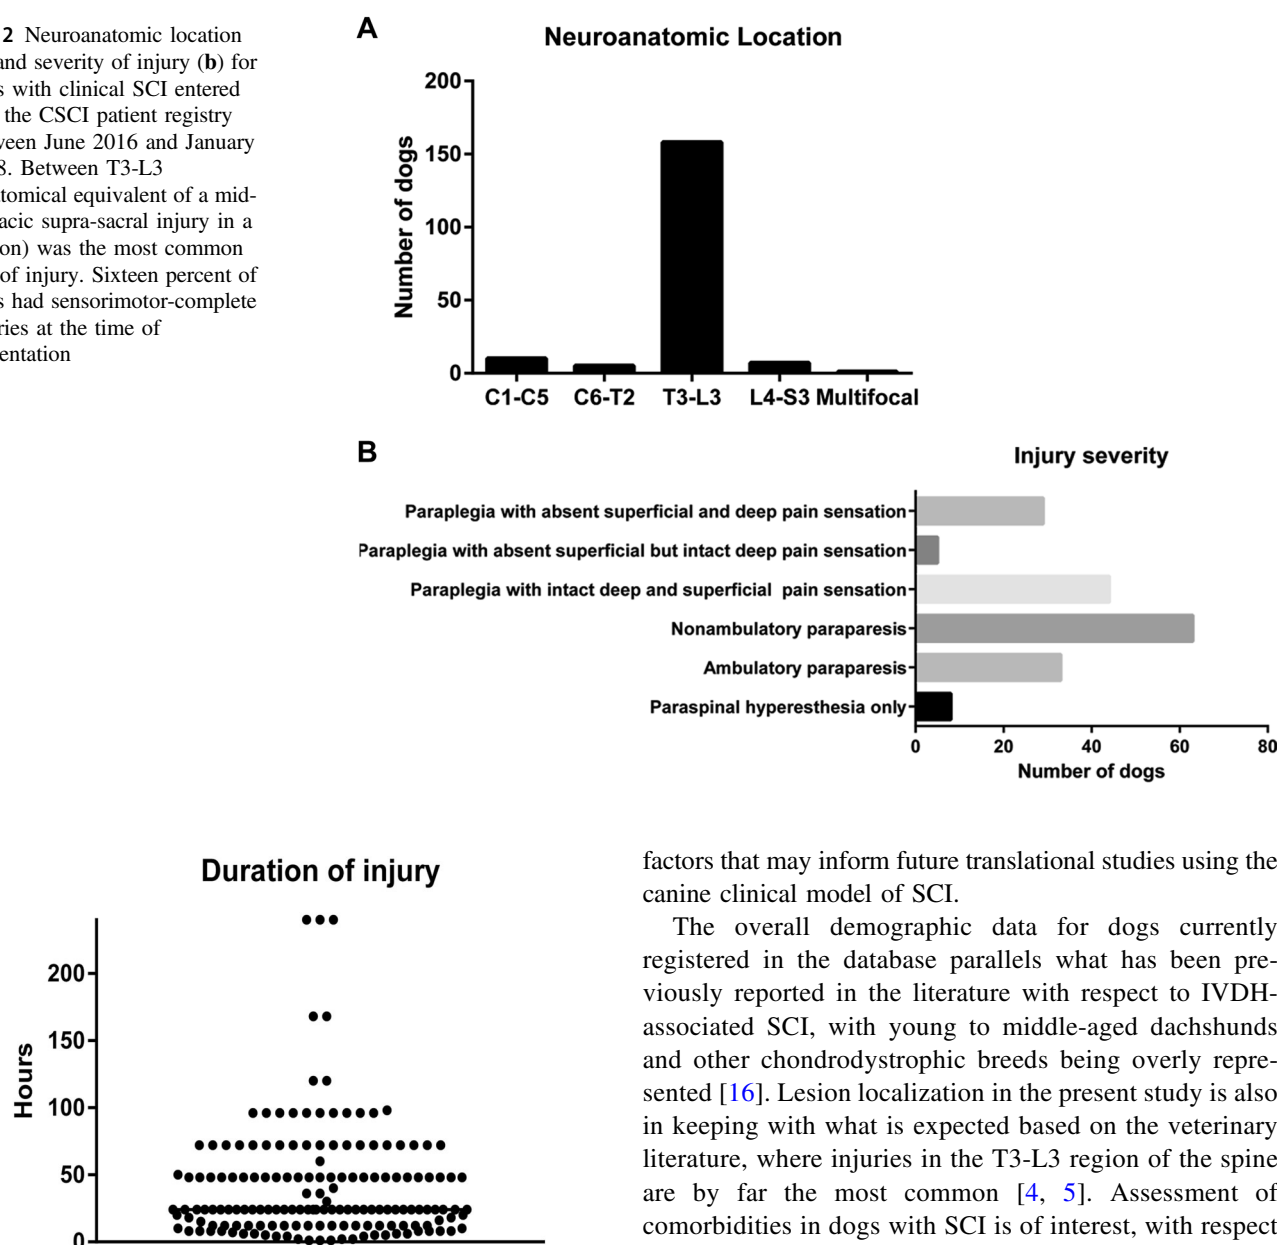 2 Neuroanatomic location
and severity of injury (b) for
s with clinical SCI entered
the CSCI patient registry
veen June 2016 and January
8. Between T3-L3
atomical equivalent of a mid-
acic supra-sacral injury in a
on) was the most common
of injury. Sixteen percent of
s had sensorimotor-complete
ries at the time of
entation
A
Neuroanatomic Location
Number of dogs
200
150
100
50
0
C1-C5 C6-T2 T3-L3 L4-S3 Multifocal
B
Injury severity
Paraplegia with absent superficial and deep pain sensation
Paraplegia with absent superficial but intact deep pain sensation
Paraplegia with intact deep and superficial pain sensation
Nonambulatory paraparesis
Ambulatory paraparesis
Paraspinal hyperesthesia only
0 20 40 60 80
Number of dogs
Duration of injury
Hours
200
150
100
50
0
factors that may inform future translational studies using the
canine clinical model of SCI.
The overall demographic data for dogs currently
registered in the database parallels what has been pre-
viously reported in the literature with respect to IVDH-
associated SCI, with young to middle-aged dachshunds
and other chondrodystrophic breeds being overly repre-
sented [16]. Lesion localization in the present study is also
in keeping with what is expected based on the veterinary
literature, where injuries in the T3-L3 region of the spine
are by far the most common [4, 5]. Assessment of
comorbidities in dogs with SCI is of interest, with respect